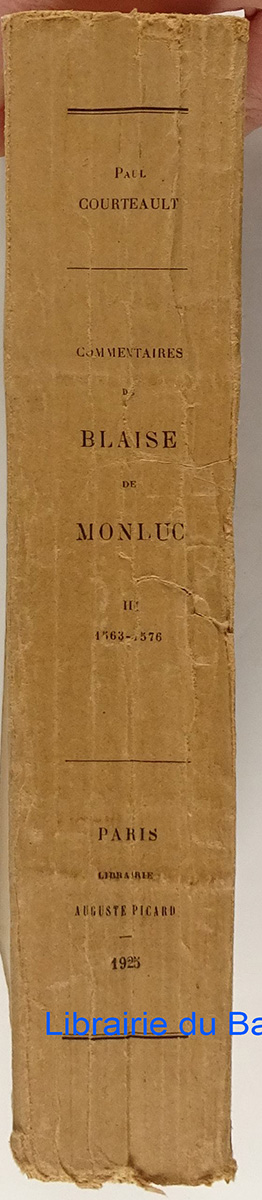 PAUL
COURTEAULT
COMMENTAIRES
DE
BLAISE
DE
MONLUC
III
1563-1576
PARIS
LIBRAIRIE
AUGUSTE PICARD
1925
Librairie du Ba